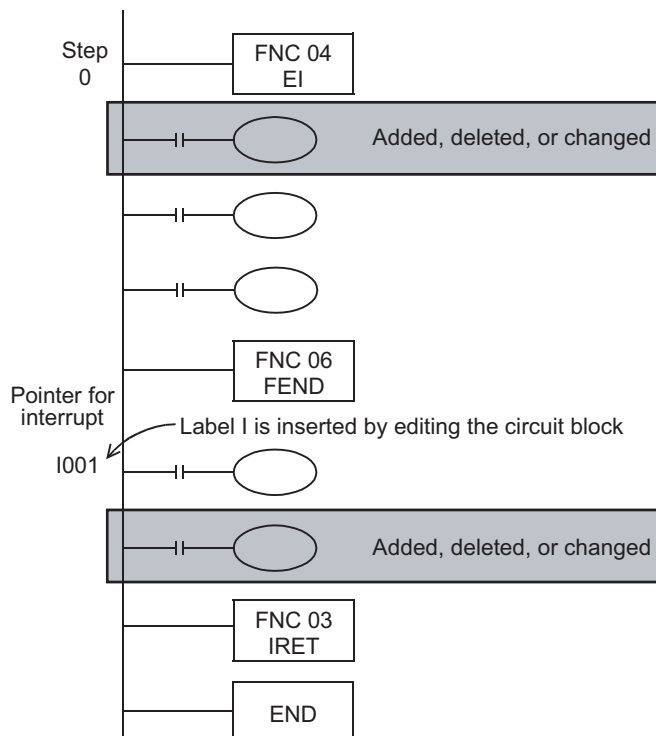 Step
0
FNC 04
EI
Added, deleted, or changed
FNC 06
FEND
Pointer for
interrupt
Label I is inserted by editing the circuit block
I001
Added, deleted, or changed
FNC 03
IRET
END